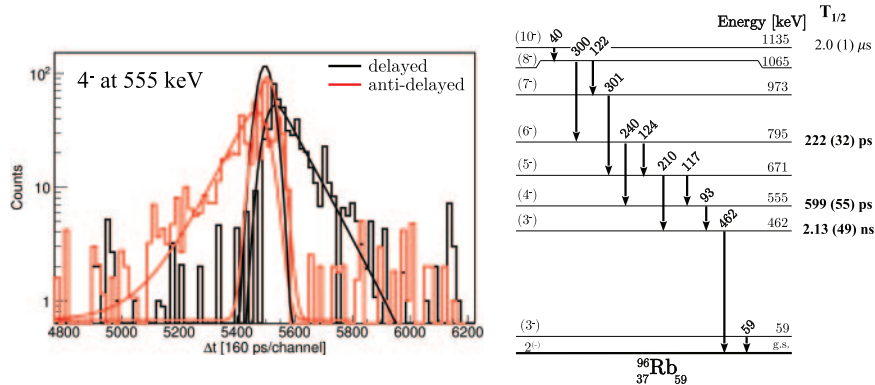 4⁻ at 555 keV
delayed
anti-delayed
10²
10
1
Counts
4800 5000 5200 5400 5600 5800 6000 6200
Δt [160 ps/channel]
Energy [keV] T₁/₂
(10⁻) 40 1135 2.0 (1) μs
(8⁻) 300 122 1065
(7⁻) 301 973
(6⁻) 240 124 795 222 (32) ps
(5⁻) 210 117 671
(4⁻) 93 555 599 (55) ps
(3⁻) 462 462 2.13 (49) ns
(3⁻) 59 59
2⁽⁻⁾ g.s.
⁹⁶₃₇Rb₅₉